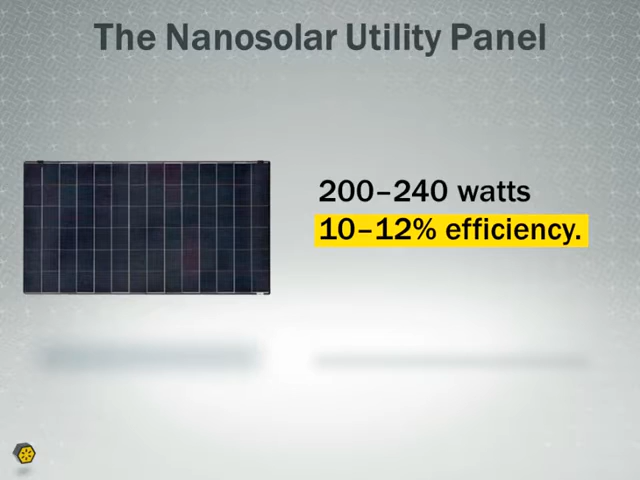 The Nanosolar Utility Panel
200–240 watts
10–12% efficiency.